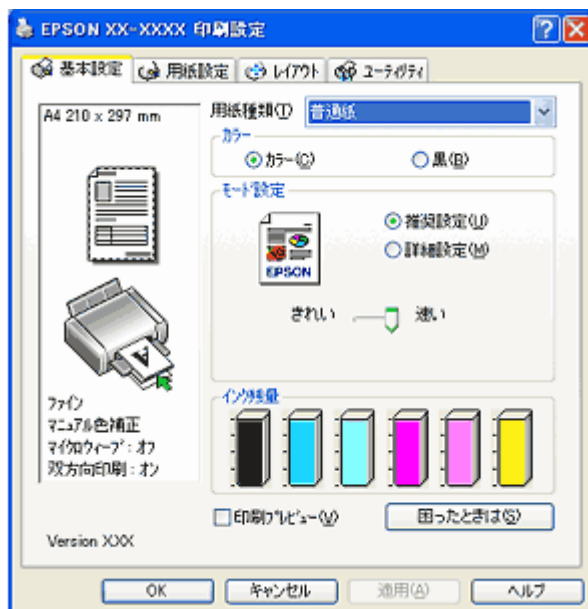 EPSON XX-XXXX 印刷設定
基本設定 用紙設定 レイアウト ユーティリティ
A4 210 x 297 mm
用紙種類(T) 普通紙
カラー
カラー(C) 黒(B)
モード設定
推奨設定(U)
詳細設定(M)
EPSON
きれい 速い
ファイン
マニュアル色補正
マイクロウィーブ : オフ
双方向印刷 : オン
インク残量
印刷プレビュー(V) 困ったときは(S)
Version XXX
OK キャンセル 適用(A) ヘルプ